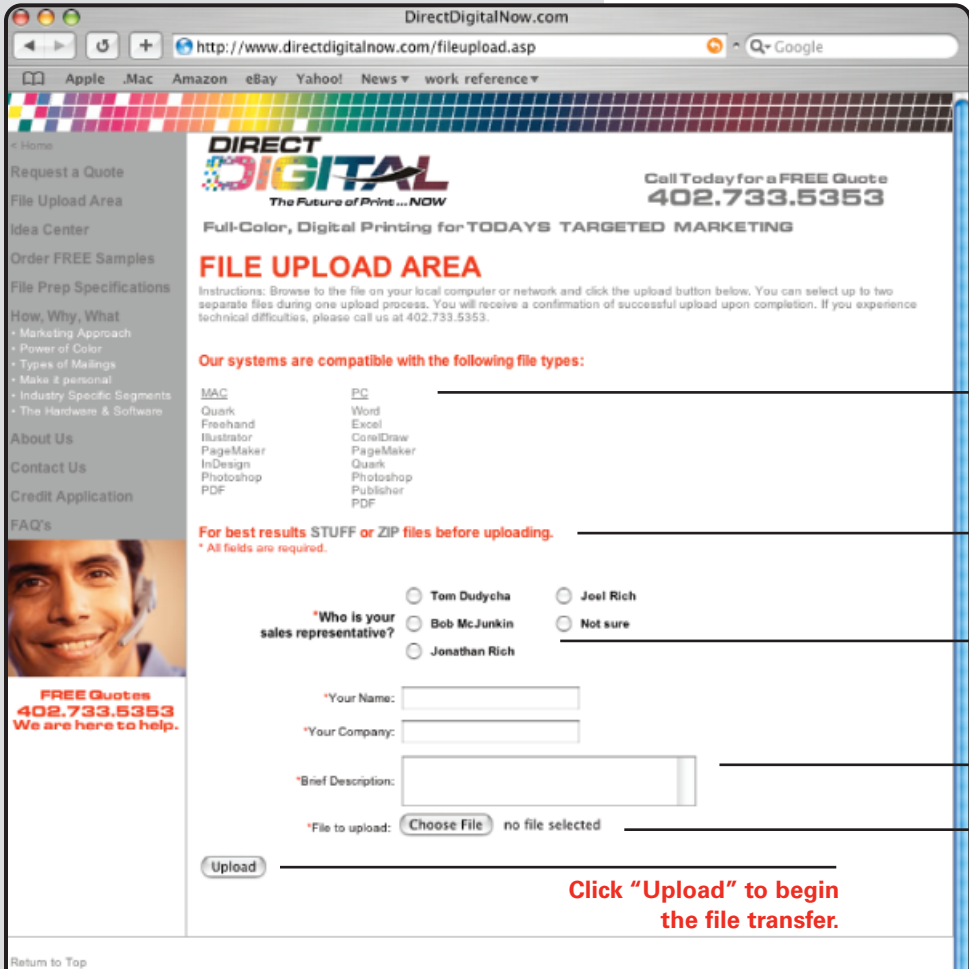 DirectDigitalNow.com
http://www.directdigitalnow.com/fileupload.asp
Google
Apple .Mac Amazon eBay Yahoo! News work reference
< Home
Request a Quote
File Upload Area
Idea Center
Order FREE Samples
File Prep Specifications
How, Why, What
• Marketing Approach
• Power of Color
• Types of Mailings
• Make it personal
• Industry Specific Segments
• The Hardware & Software
About Us
Contact Us
Credit Application
FAQ's
FREE Quotes
402.733.5353
We are here to help.
DIRECT
DIGITAL
The Future of Print...NOW
Call Today for a FREE Quote
402.733.5353
Full-Color, Digital Printing for TODAYS TARGETED MARKETING
FILE UPLOAD AREA
Instructions: Browse to the file on your local computer or network and click the upload button below. You can select up to two
separate files during one upload process. You will receive a confirmation of successful upload upon completion. If you experience
technical difficulties, please call us at 402.733.5353.
Our systems are compatible with the following file types:
MAC
Quark
Freehand
Illustrator
PageMaker
InDesign
Photoshop
PDF
PC
Word
Excel
CorelDraw
PageMaker
Quark
Photoshop
Publisher
PDF
For best results STUFF or ZIP files before uploading.
* All fields are required.
*Who is your
sales representative?
Tom Dudycha
Joel Rich
Bob McJunkin
Not sure
Jonathan Rich
*Your Name:
*Your Company:
*Brief Description:
*File to upload: Choose File no file selected
Upload
Click “Upload” to begin
the file transfer.
Return to Top